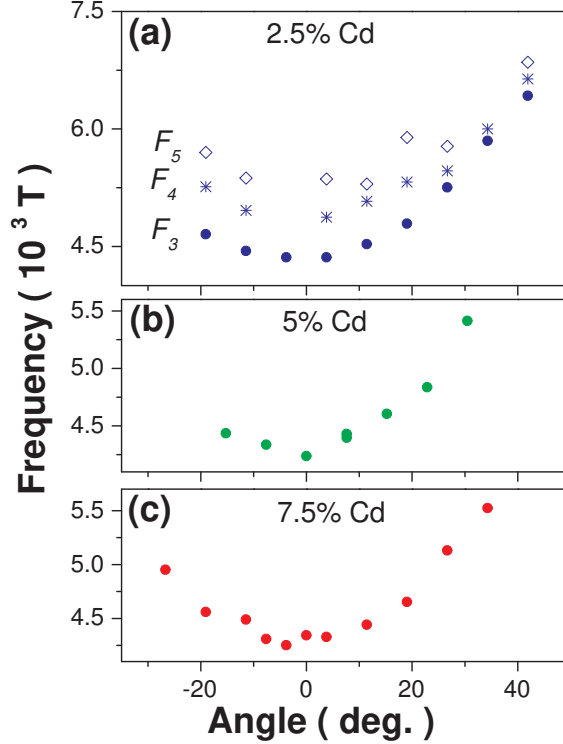 (a) 2.5% Cd
7.5
6.0
4.5
F5
F4
F3
Frequency ( 10 3 T )
(b) 5% Cd
5.5
5.0
4.5
(c) 7.5% Cd
5.5
5.0
4.5
-20 0 20 40
Angle ( deg. )